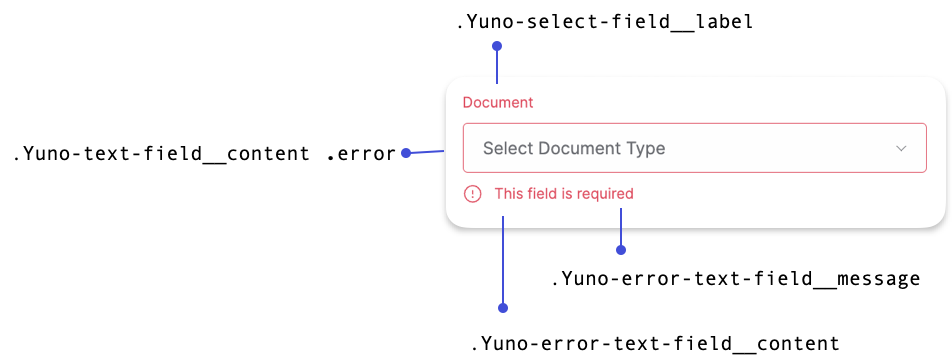 .Yuno-select-field__label
Document
.Yuno-text-field__content .error
Select Document Type
This field is required
.Yuno-error-text-field__message
.Yuno-error-text-field__content